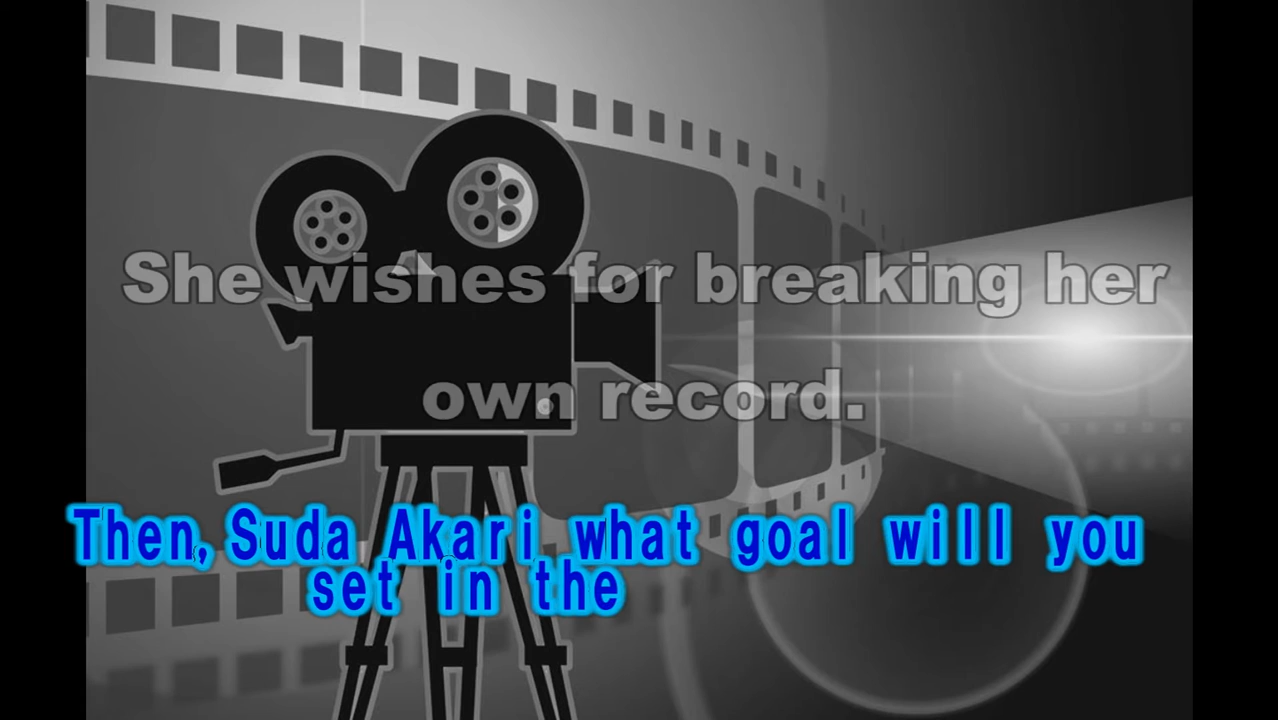 She wishes for breaking her
own record.
Then, Suda Akari what goal will you
set in the